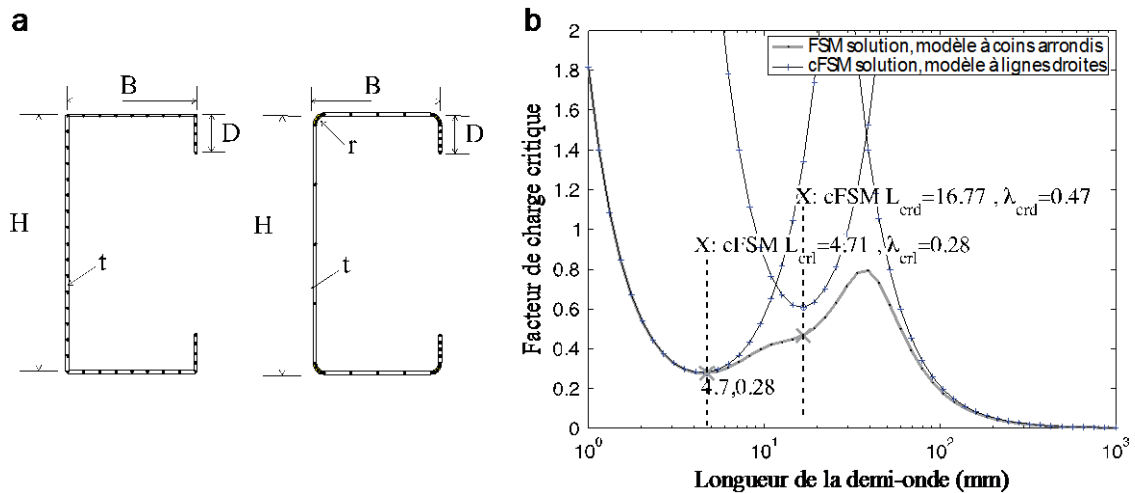 a
B
D
H
t
B
D
r
H
t
b
FSM solution, modèle à coins arrondis
cFSM solution, modèle à lignes droites
Facteur de charge critique
2
1.8
1.6
1.4
1.2
1
0.8
0.6
0.4
0.2
0
X: cFSM L_crd=16.77 , λ_crd=0.47
X: cFSM L_crl=4.71 , λ_crl=0.28
4.7,0.28
10^0
10^1
10^2
10^3
Longueur de la demi-onde (mm)